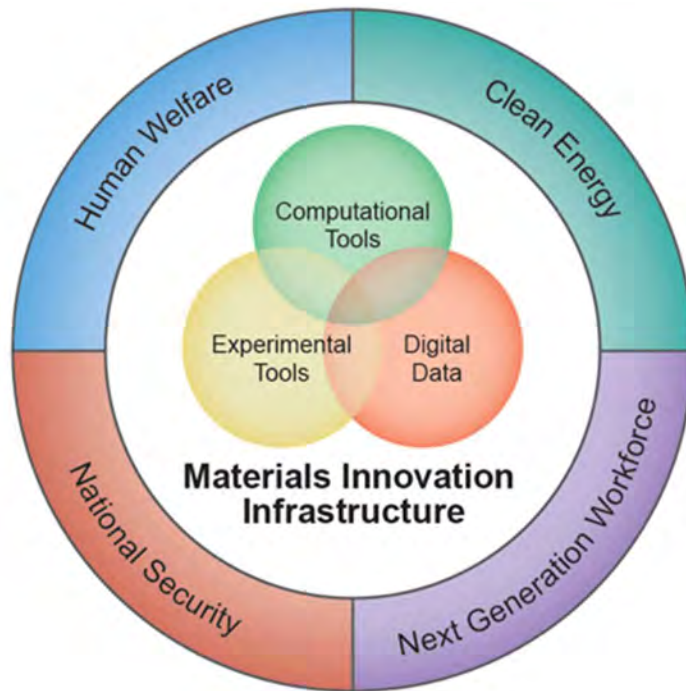 Human Welfare
Clean Energy
Computational
Tools
Experimental
Tools
Digital
Data
Materials Innovation
Infrastructure
National Security
Next Generation Workforce